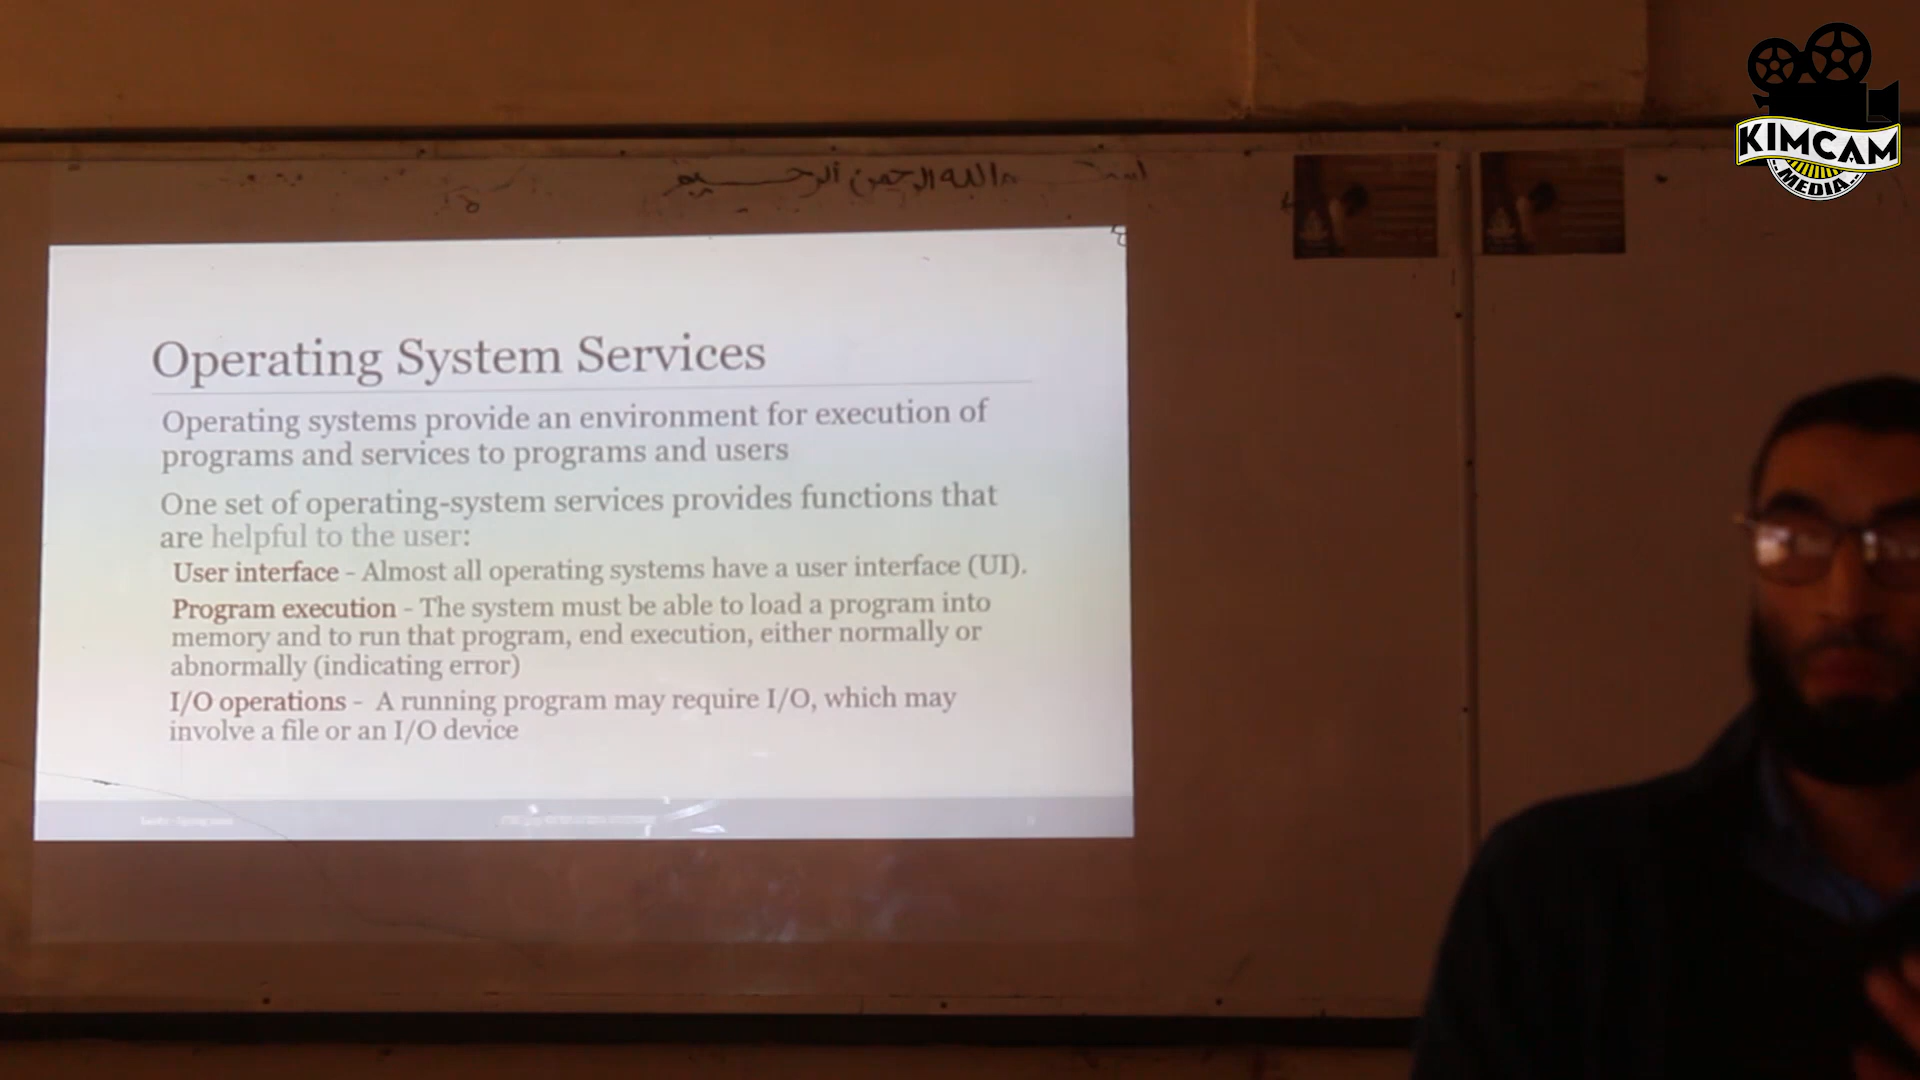 KIMCAM
MEDIA
الله الرحمن الرحيم
Operating System Services
Operating systems provide an environment for execution of
programs and services to programs and users
One set of operating-system services provides functions that
are helpful to the user:
User interface - Almost all operating systems have a user interface (UI).
Program execution - The system must be able to load a program into
memory and to run that program, end execution, either normally or
abnormally (indicating error)
I/O operations - A running program may require I/O, which may
involve a file or an I/O device